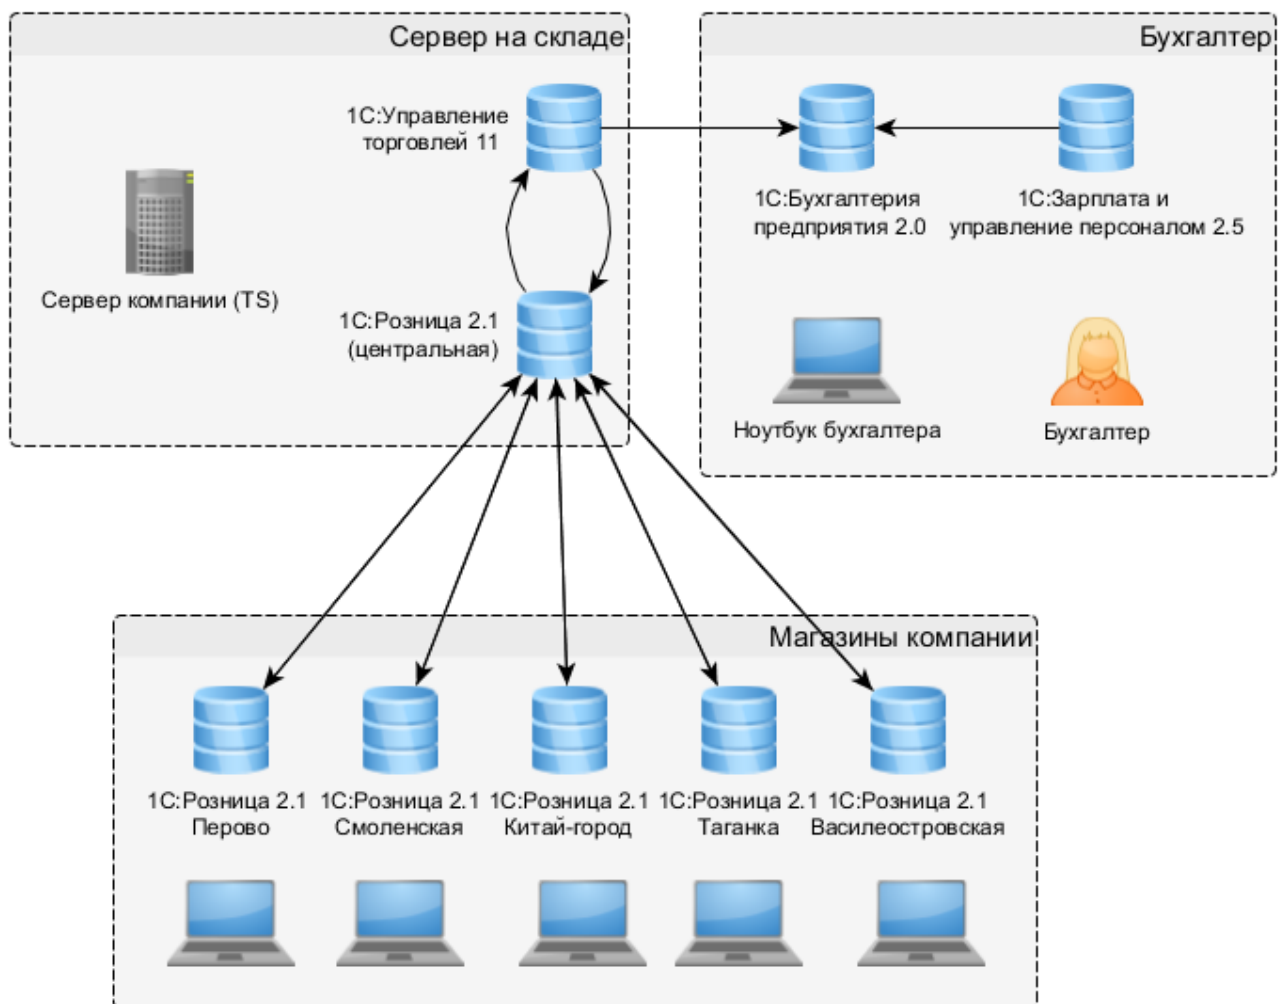 Сервер на складе
1С:Управление
торговлей 11
Сервер компании (TS)
1С:Розница 2.1
(центральная)
Бухгалтер
1С:Бухгалтерия
предприятия 2.0
1С:Зарплата и
управление персоналом 2.5
Ноутбук бухгалтера
Бухгалтер
Магазины компании
1С:Розница 2.1
Перово
1С:Розница 2.1
Смоленская
1С:Розница 2.1
Китай-город
1С:Розница 2.1
Таганка
1С:Розница 2.1
Василеостровская